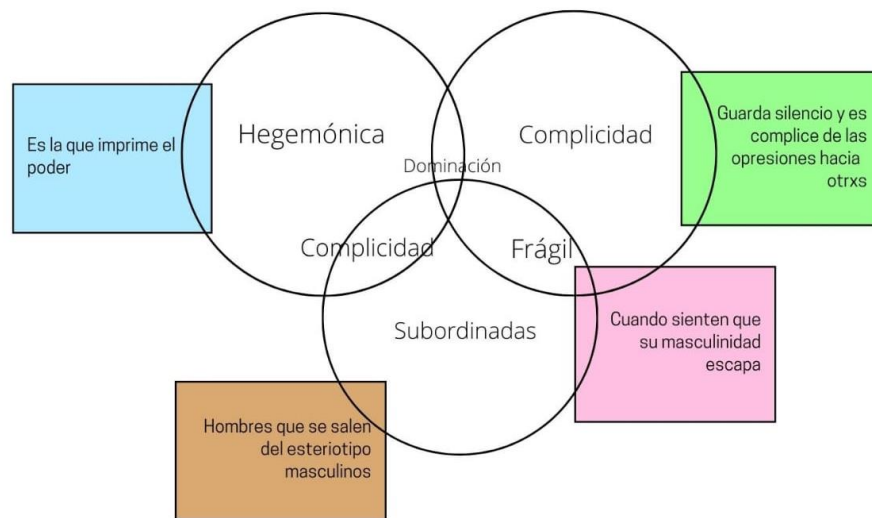 Es la que imprime el
poder
Hegemónica
Complicidad
Guarda silencio y es
complice de las
opresiones hacia
otrxs
Dominación
Complicidad
Frágil
Subordinadas
Cuando sienten que
su masculinidad
escapa
Hombres que se salen
del esteriotipo
masculinos